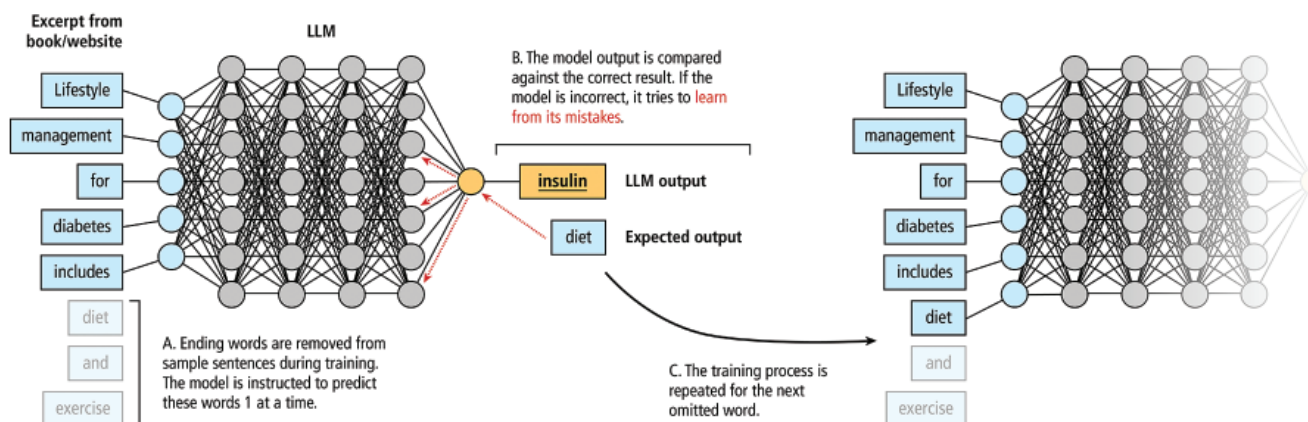 Excerpt from
book/website
LLM
Lifestyle
management
for
diabetes
includes
diet
and
exercise
A. Ending words are removed from
sample sentences during training.
The model is instructed to predict
these words 1 at a time.
B. The model output is compared
against the correct result. If the
model is incorrect, it tries to learn
from its mistakes.
insulin
LLM output
diet
Expected output
C. The training process is
repeated for the next
omitted word.
Lifestyle
management
for
diabetes
includes
diet
and
exercise